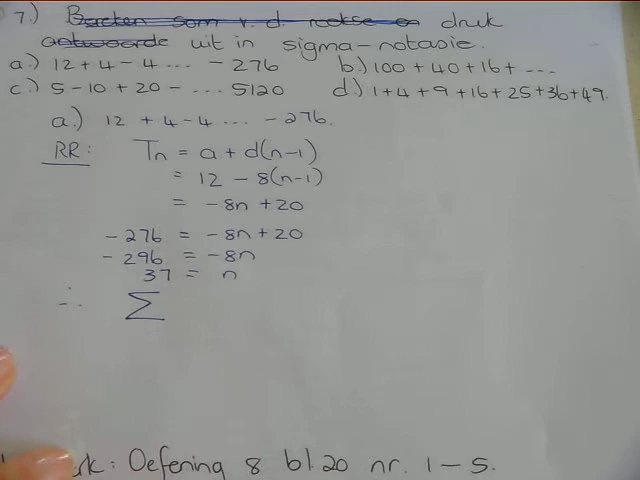 7.) Bereken som v. d. reekse en druk
antwoorde uit in sigma-notasie.
a.) 12 + 4 - 4 ... - 276 b.) 100 + 40 + 16 + ...
c.) 5 - 10 + 20 - ... 5120 d.) 1 + 4 + 9 + 16 + 25 + 36 + 49.
a.) 12 + 4 - 4 ... - 276.
RR: Tn = a + d(n-1)
= 12 - 8(n-1)
= -8n + 20
-276 = -8n + 20
-296 = -8n
37 = n
∴ Σ
rk: Oefening 8 bl. 20 nr. 1 - 5.